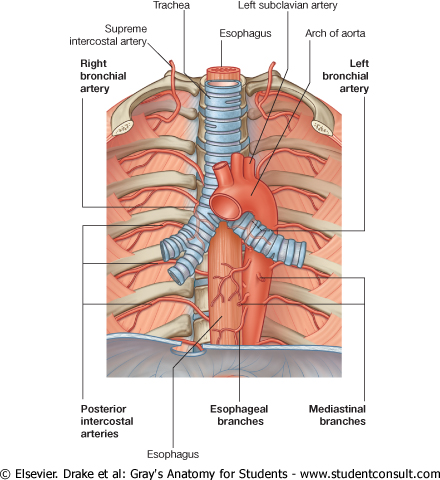 Trachea
Left subclavian artery
Supreme
intercostal artery
Esophagus
Arch of aorta
Right
bronchial
artery
Left
bronchial
artery
Posterior
intercostal
arteries
Esophageal
branches
Mediastinal
branches
Esophagus
© Elsevier. Drake et al: Gray's Anatomy for Students - www.studentconsult.com